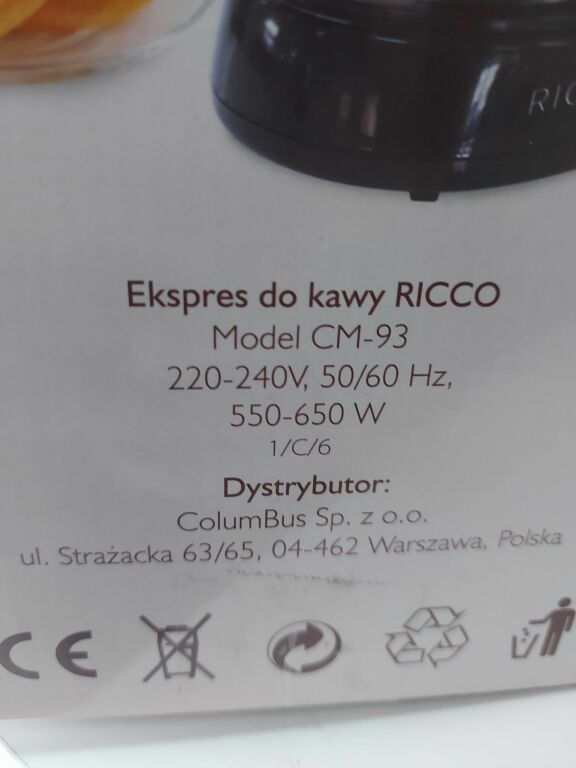 RIC
Ekspres do kawy RICCO
Model CM-93
220-240V, 50/60 Hz,
550-650 W
1/C/6
Dystrybutor:
ColumBus Sp. z o.o.
ul. Strażacka 63/65, 04-462 Warszawa, Polska
CE